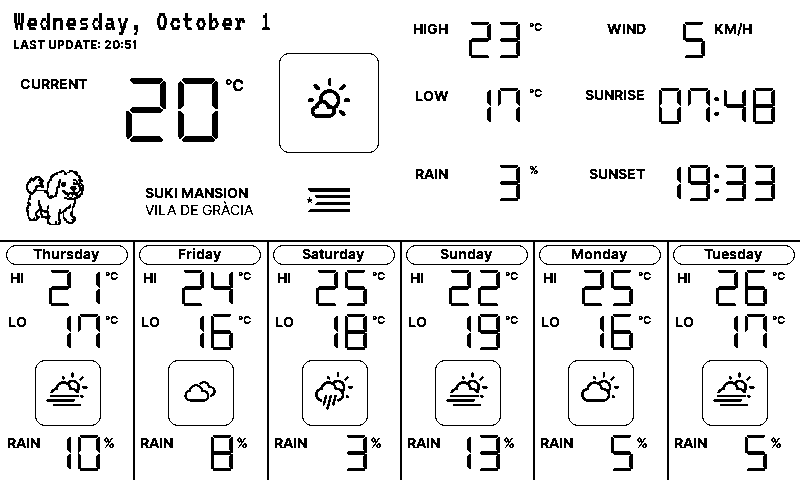 Wednesday, October 1
LAST UPDATE: 20:51
CURRENT 20 °C
HIGH 23 °C
LOW 17 °C
RAIN 3 %
WIND 5 KM/H
SUNRISE 07:48
SUNSET 19:33
SUKI MANSION
VILA DE GRÀCIA
Thursday
HI 21 °C
LO 17 °C
RAIN 10 %
Friday
HI 24 °C
LO 16 °C
RAIN 8 %
Saturday
HI 25 °C
LO 18 °C
RAIN 3 %
Sunday
HI 22 °C
LO 19 °C
RAIN 13 %
Monday
HI 25 °C
LO 16 °C
RAIN 5 %
Tuesday
HI 26 °C
LO 17 °C
RAIN 5 %